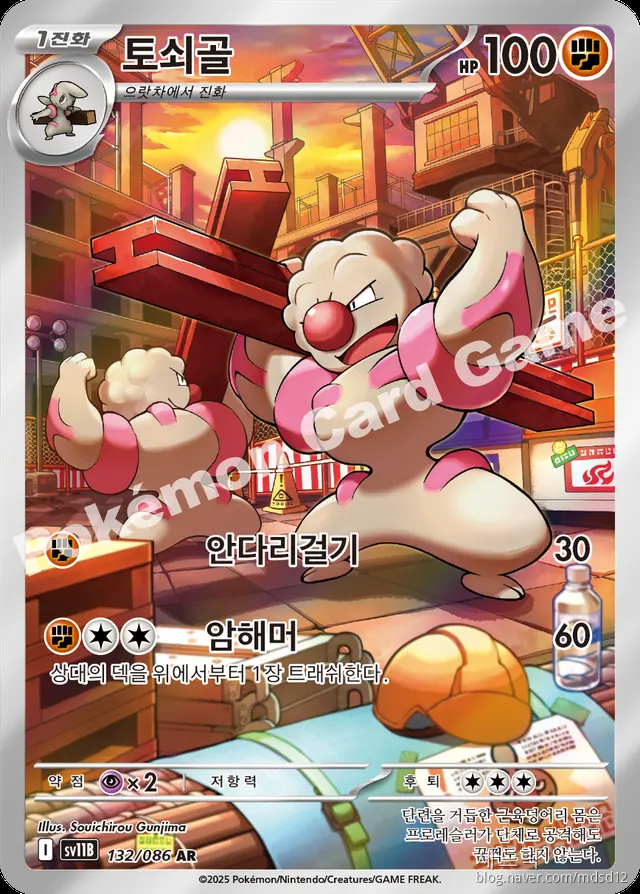 1진화
토쇠골
HP 100
으랏차에서 진화
Pokémon Card Game
안다리걸기 30
암해머 60
상대의 덱을 위에서부터 1장 트래쉬한다.
약점 ×2 저항력 후퇴
Illus. Souichirou Gunjima
단련을 거듭한 근육덩어리 몸은
프로레슬러가 단체로 공격해도
꿈쩍도 하지 않는다.
I sv11B 132/086 AR
©2025 Pokémon/Nintendo/Creatures/GAME FREAK.
blog.naver.com/mdsd12